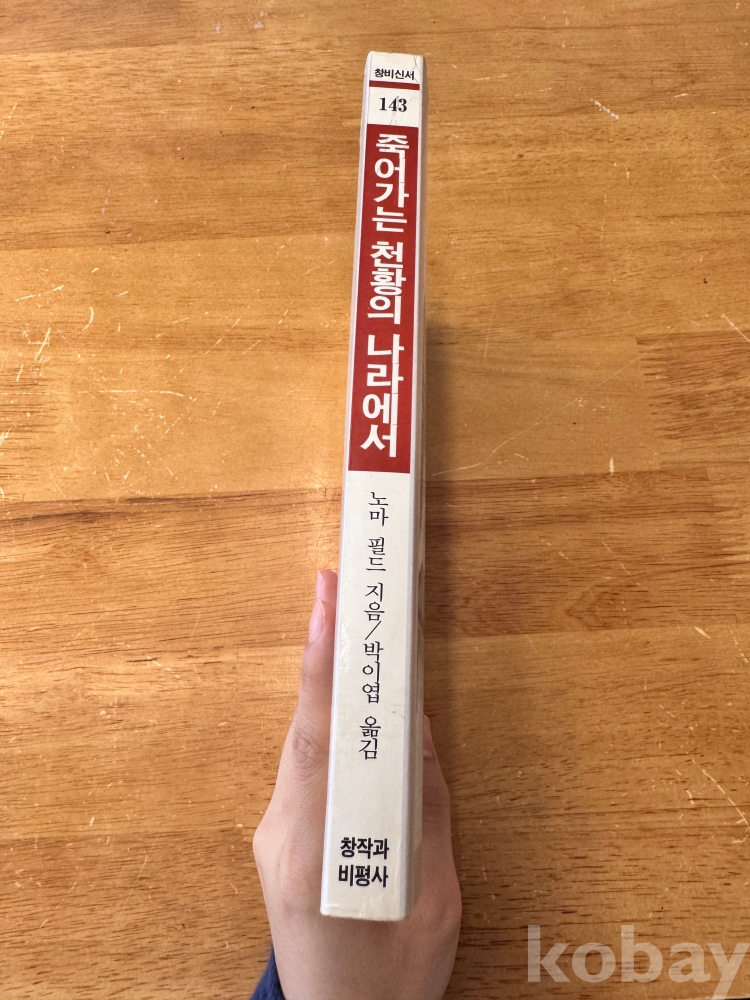 창비신서
143
죽어가는 천황의 나라에서
노마 필드 지음/박이엽 옮김
창작과
비평사
kobay